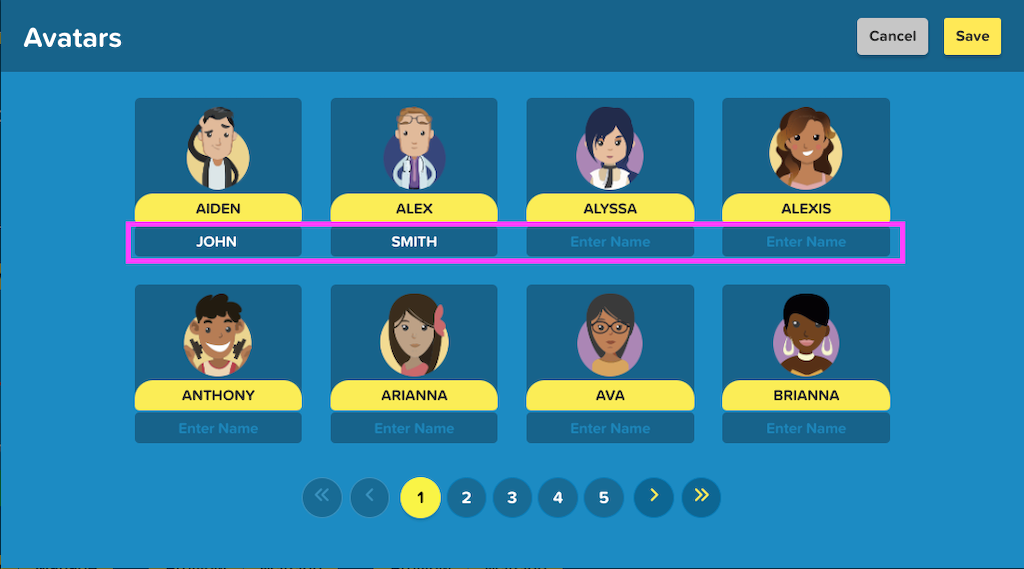 Avatars
Cancel
Save
AIDEN
ALEX
ALYSSA
ALEXIS
JOHN
SMITH
Enter Name
Enter Name
ANTHONY
ARIANNA
AVA
BRIANNA
Enter Name
Enter Name
Enter Name
Enter Name
« ‹ 1 2 3 4 5 › »